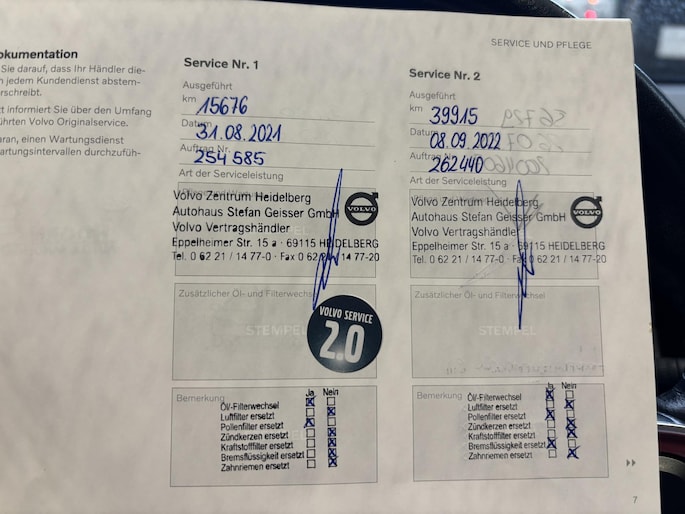 SERVICE UND PFLEGE
okumentation
Sie darauf, dass Ihr Händler die-
n jedem Kundendienst abstem-
erschreibt.
tt informiert Sie über den Umfang
ührten Volvo Originalservice.
aran, einen Wartungsdienst
artungsintervallen durchzufüh-
Service Nr. 1
Ausgeführt
km 15676
Datum 31.08.2021
Auftrag Nr. 254 585
Art der Serviceleistung
Volvo Zentrum Heidelberg
Autohaus Stefan Geisser GmbH
Volvo Vertragshändler
Eppelheimer Str. 15 a · 69115 HEIDELBERG
Tel. 0 62 21 / 14 77-0 · Fax 0 62 21 / 14 77-20
VOLVO
Zusätzlicher Öl- und Filterwechsel
STEMPEL
VOLVO SERVICE
2.0
Bemerkung
Ja Nein
Öl/-Filterwechsel
Luftfilter ersetzt
Pollenfilter ersetzt
Zündkerzen ersetzt
Kraftstofffilter ersetzt
Bremsflüssigkeit ersetzt
Zahnriemen ersetzt
Service Nr. 2
Ausgeführt
km 39915
Datum 08.09.2022
Auftrag Nr. 262440
Art der Serviceleistung
Volvo Zentrum Heidelberg
Autohaus Stefan Geisser GmbH
Volvo Vertragshändler
Eppelheimer Str. 15 a · 69115 HEIDELBERG
Tel. 0 62 21 / 14 77-0 · Fax 0 62 21 / 14 77-20
VOLVO
Zusätzlicher Öl- und Filterwechsel
STEMPEL
Bemerkung
Ja Nein
Öl/-Filterwechsel
Luftfilter ersetzt
Pollenfilter ersetzt
Zündkerzen ersetzt
Kraftstofffilter ersetzt
Bremsflüssigkeit ersetzt
Zahnriemen ersetzt
7